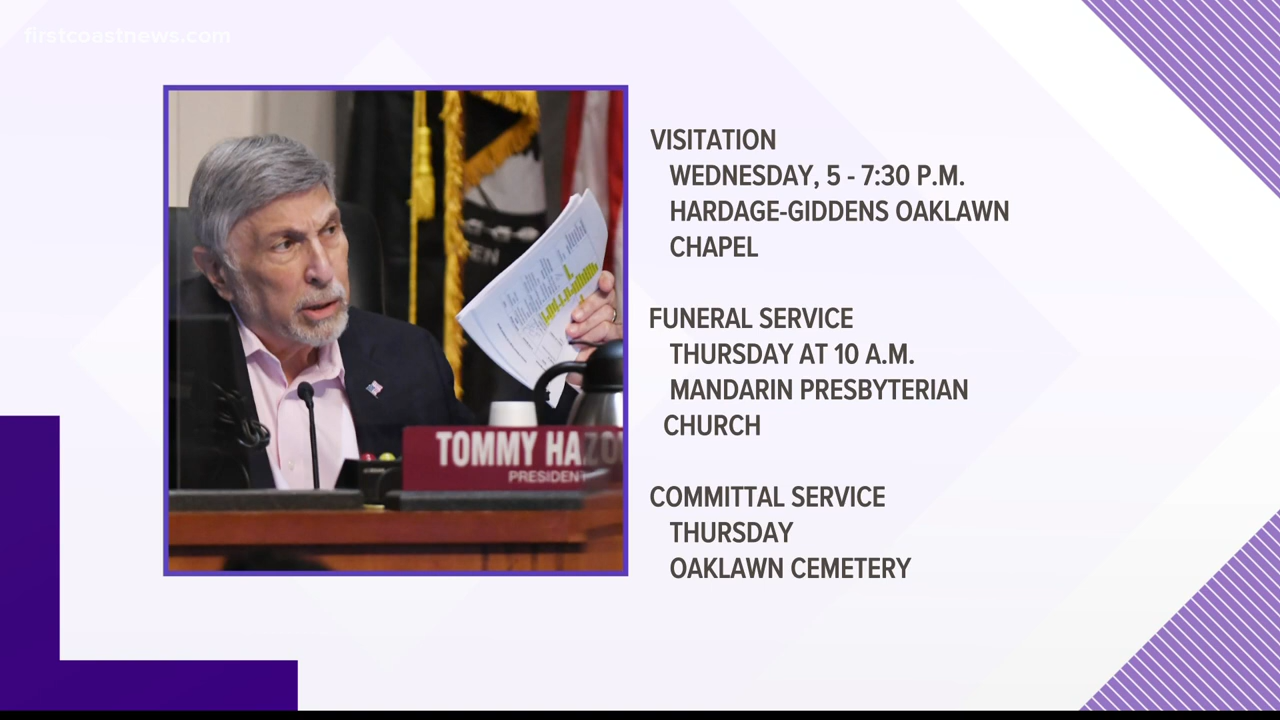 firstcoastnews.com
VISITATION
WEDNESDAY, 5 - 7:30 P.M.
HARDAGE-GIDDENS OAKLAWN
CHAPEL
FUNERAL SERVICE
THURSDAY AT 10 A.M.
MANDARIN PRESBYTERIAN
CHURCH
COMMITTAL SERVICE
THURSDAY
OAKLAWN CEMETERY
TOMMY HAZO
PRESIDENT